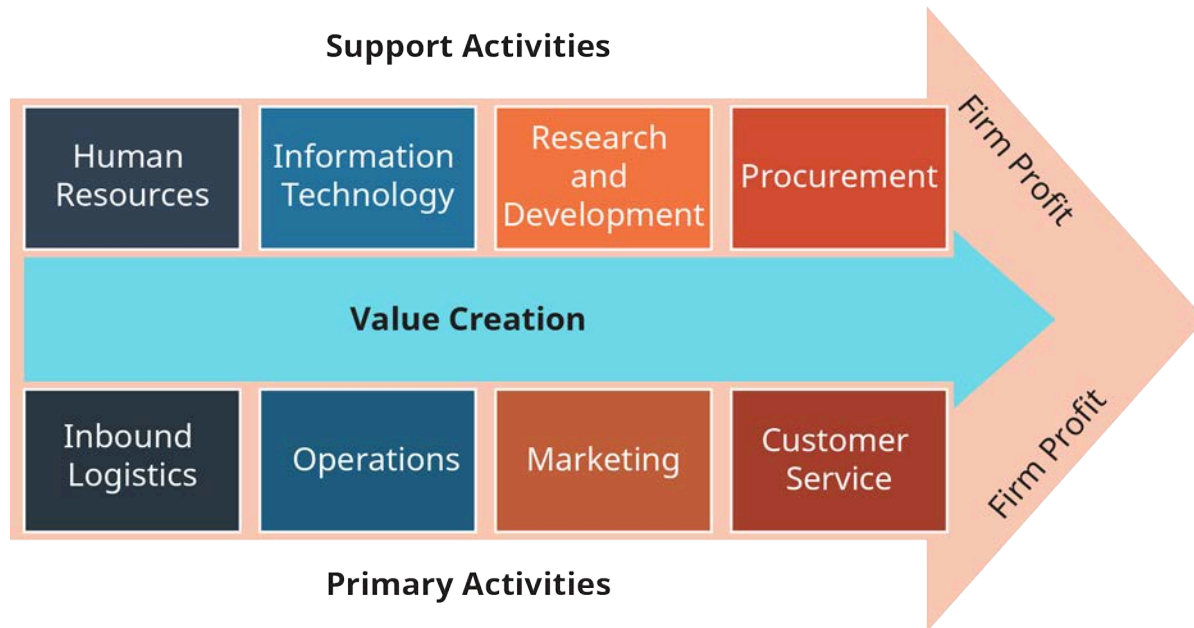 Support Activities
Human
Resources
Information
Technology
Research
and
Development
Procurement
Firm Profit
Value Creation
Inbound
Logistics
Operations
Marketing
Customer
Service
Firm Profit
Primary Activities